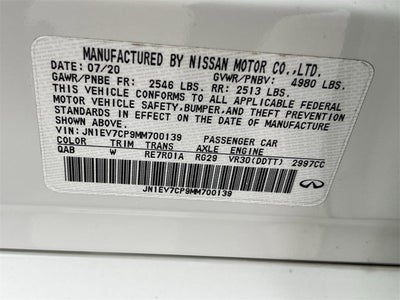 MANUFACTURED BY NISSAN MOTOR CO.,LTD.
DATE: 07/20 GVWR/PNBV: 4980 LBS.
GAWR/PNBE FR: 2546 LBS. RR: 2513 LBS.
THIS VEHICLE CONFORMS TO ALL APPLICABLE FEDERAL
MOTOR VEHICLE SAFETY,BUMPER,AND THEFT PREVENTION
STANDARDS IN EFFECT ON THE DATE OF MANUFACTURE
SHOWN ABOVE.
VIN: JN1EV7CP9MM700139 PASSENGER CAR
COLOR TRIM TRANS AXLE ENGINE
QAB W RE7R01A RG29 VR30(DDTT) 2997CC
JN1EV7CP9MM700139